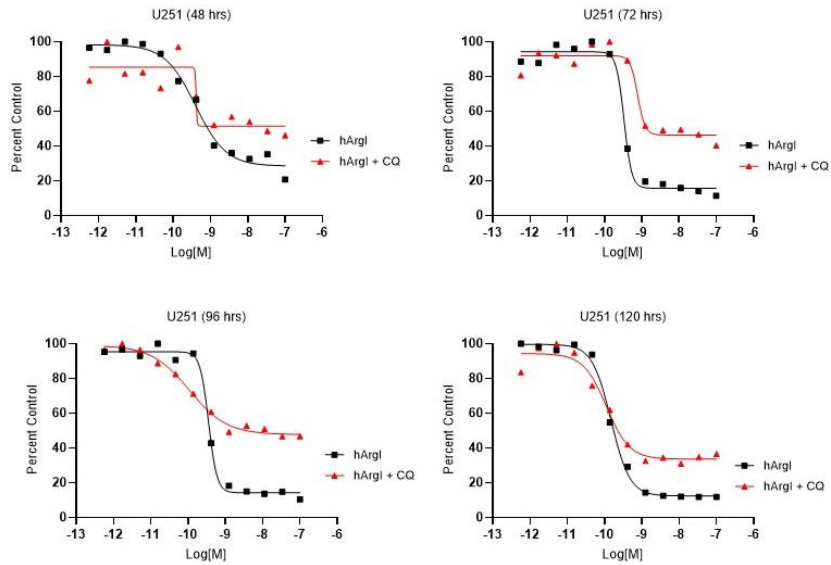 U251 (48 hrs)
100
80
60
40
20
0
Percent Control
-13 -12 -11 -10 -9 -8 -7 -6
Log[M]
hArgI
hArgI + CQ
U251 (72 hrs)
100
80
60
40
20
0
Percent Control
-13 -12 -11 -10 -9 -8 -7 -6
Log[M]
hArgI
hArgI + CQ
U251 (96 hrs)
100
80
60
40
20
0
Percent Control
-13 -12 -11 -10 -9 -8 -7 -6
Log[M]
hArgI
hArgI + CQ
U251 (120 hrs)
100
80
60
40
20
0
Percent Control
-13 -12 -11 -10 -9 -8 -7 -6
Log[M]
hArgI
hArgI + CQ